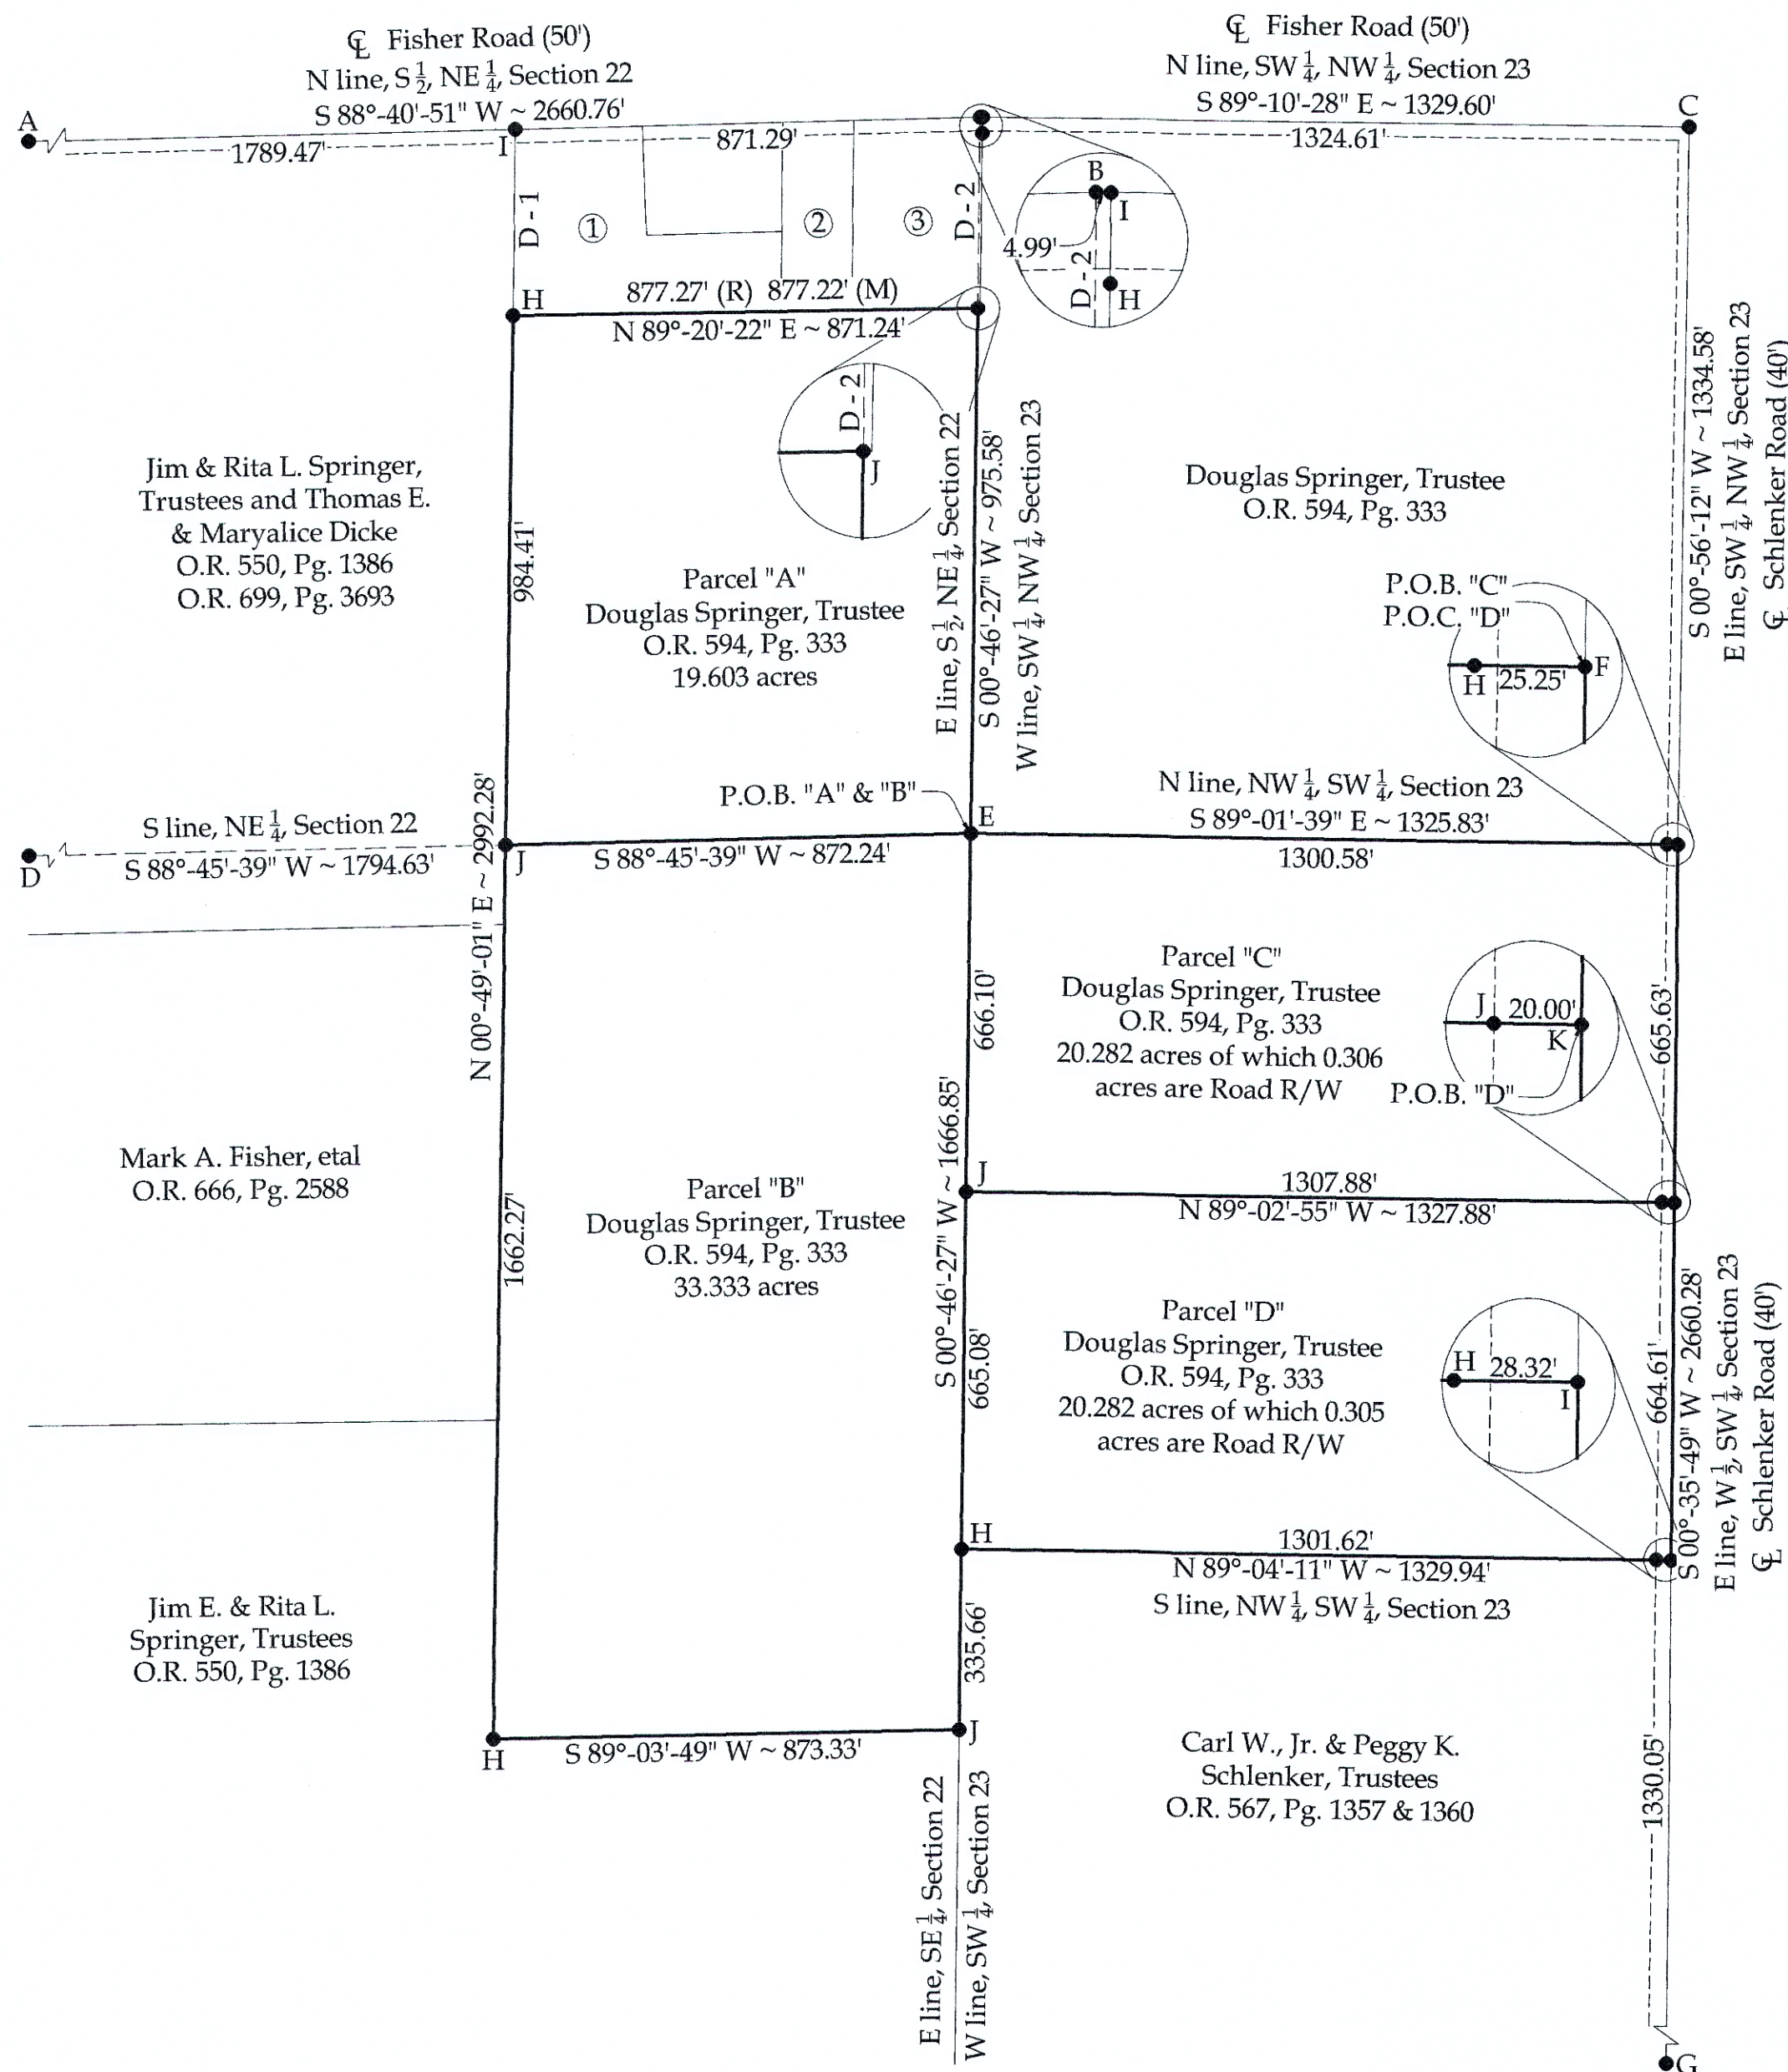 ℄ Fisher Road (50')
N line, S 1/2, NE 1/4, Section 22
S 88°-40'-51" W ~ 2660.76'
℄ Fisher Road (50')
N line, SW 1/4, NW 1/4, Section 23
S 89°-10'-28" E ~ 1329.60'
A
C
1789.47'
I
871.29'
1324.61'
D - 1
①
②
③
D - 2
B
I
4.99'
D - 2
H
H
877.27' (R) 877.22' (M)
N 89°-20'-22" E ~ 871.24'
D - 2
J
Jim & Rita L. Springer,
Trustees and Thomas E.
& Maryalice Dicke
O.R. 550, Pg. 1386
O.R. 699, Pg. 3693
984.41'
Parcel "A"
Douglas Springer, Trustee
O.R. 594, Pg. 333
19.603 acres
E line, S 1/2, NE 1/4, Section 22
S 00°-46'-27" W ~ 975.58'
W line, SW 1/4, NW 1/4, Section 23
Douglas Springer, Trustee
O.R. 594, Pg. 333
S 00°-56'-12" W ~ 1334.58'
E line, SW 1/4, NW 1/4, Section 23
℄ Schlenker Road (40')
P.O.B. "C"
P.O.C. "D"
H
25.25'
F
P.O.B. "A" & "B"
E
N line, NW 1/4, SW 1/4, Section 23
S 89°-01'-39" E ~ 1325.83'
1300.58'
S line, NE 1/4, Section 22
S 88°-45'-39" W ~ 1794.63'
D
J
S 88°-45'-39" W ~ 872.24'
N 00°-49'-01" E ~ 2992.28'
666.10'
Parcel "C"
Douglas Springer, Trustee
O.R. 594, Pg. 333
20.282 acres of which 0.306
acres are Road R/W
J
20.00'
K
P.O.B. "D"
665.63'
Mark A. Fisher, etal
O.R. 666, Pg. 2588
1662.27'
Parcel "B"
Douglas Springer, Trustee
O.R. 594, Pg. 333
33.333 acres
S 00°-46'-27" W ~ 1666.85'
J
1307.88'
N 89°-02'-55" W ~ 1327.88'
665.08'
Parcel "D"
Douglas Springer, Trustee
O.R. 594, Pg. 333
20.282 acres of which 0.305
acres are Road R/W
H
28.32'
I
664.61'
S 00°-35'-49" W ~ 2660.28'
E line, W 1/2, SW 1/4, Section 23
℄ Schlenker Road (40')
H
1301.62'
N 89°-04'-11" W ~ 1329.94'
S line, NW 1/4, SW 1/4, Section 23
Jim E. & Rita L.
Springer, Trustees
O.R. 550, Pg. 1386
335.66'
H
S 89°-03'-49" W ~ 873.33'
J
Carl W., Jr. & Peggy K.
Schlenker, Trustees
O.R. 567, Pg. 1357 & 1360
1330.05'
E line, SE 1/4, Section 22
W line, SW 1/4, Section 23
G